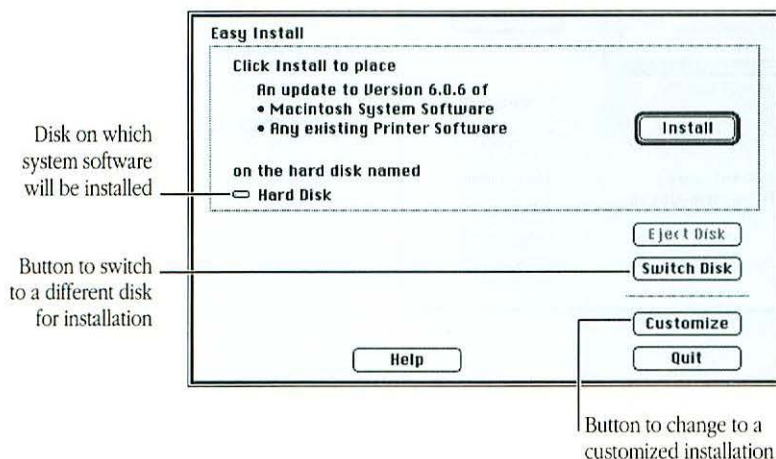 Easy Install
Click Install to place
An update to Version 6.0.6 of
• Macintosh System Software
• Any existing Printer Software
Install
on the hard disk named
Hard Disk
Disk on which
system software
will be installed
Eject Disk
Switch Disk
Button to switch
to a different disk
for installation
Customize
Help
Quit
Button to change to a
customized installation